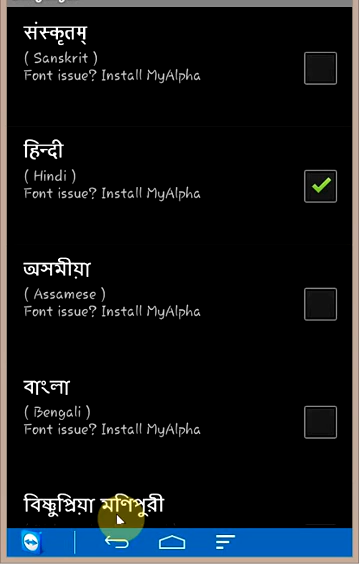 संस्कृतम्
( Sanskrit )
Font issue? Install MyAlpha
हिन्दी
( Hindi )
Font issue? Install MyAlpha
অসমীয়া
( Assamese )
Font issue? Install MyAlpha
বাংলা
( Bengali )
Font issue? Install MyAlpha
বিষ্ণুপ্রিয়া মণিপুরী